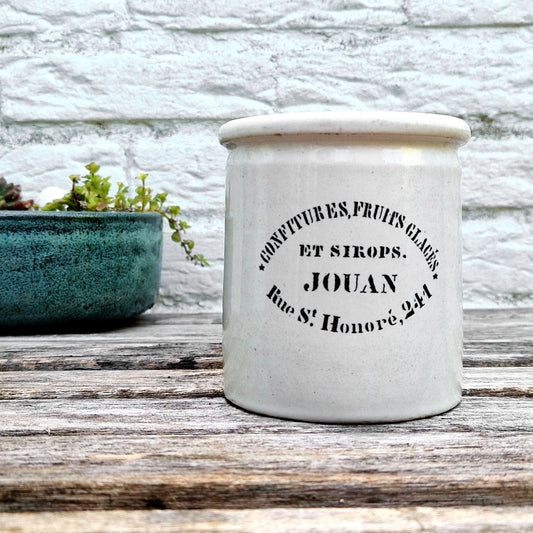 CONFITURES, FRUITS GLACÉS,
ET SIROPS.
JOUAN
Rue St. Honoré, 241